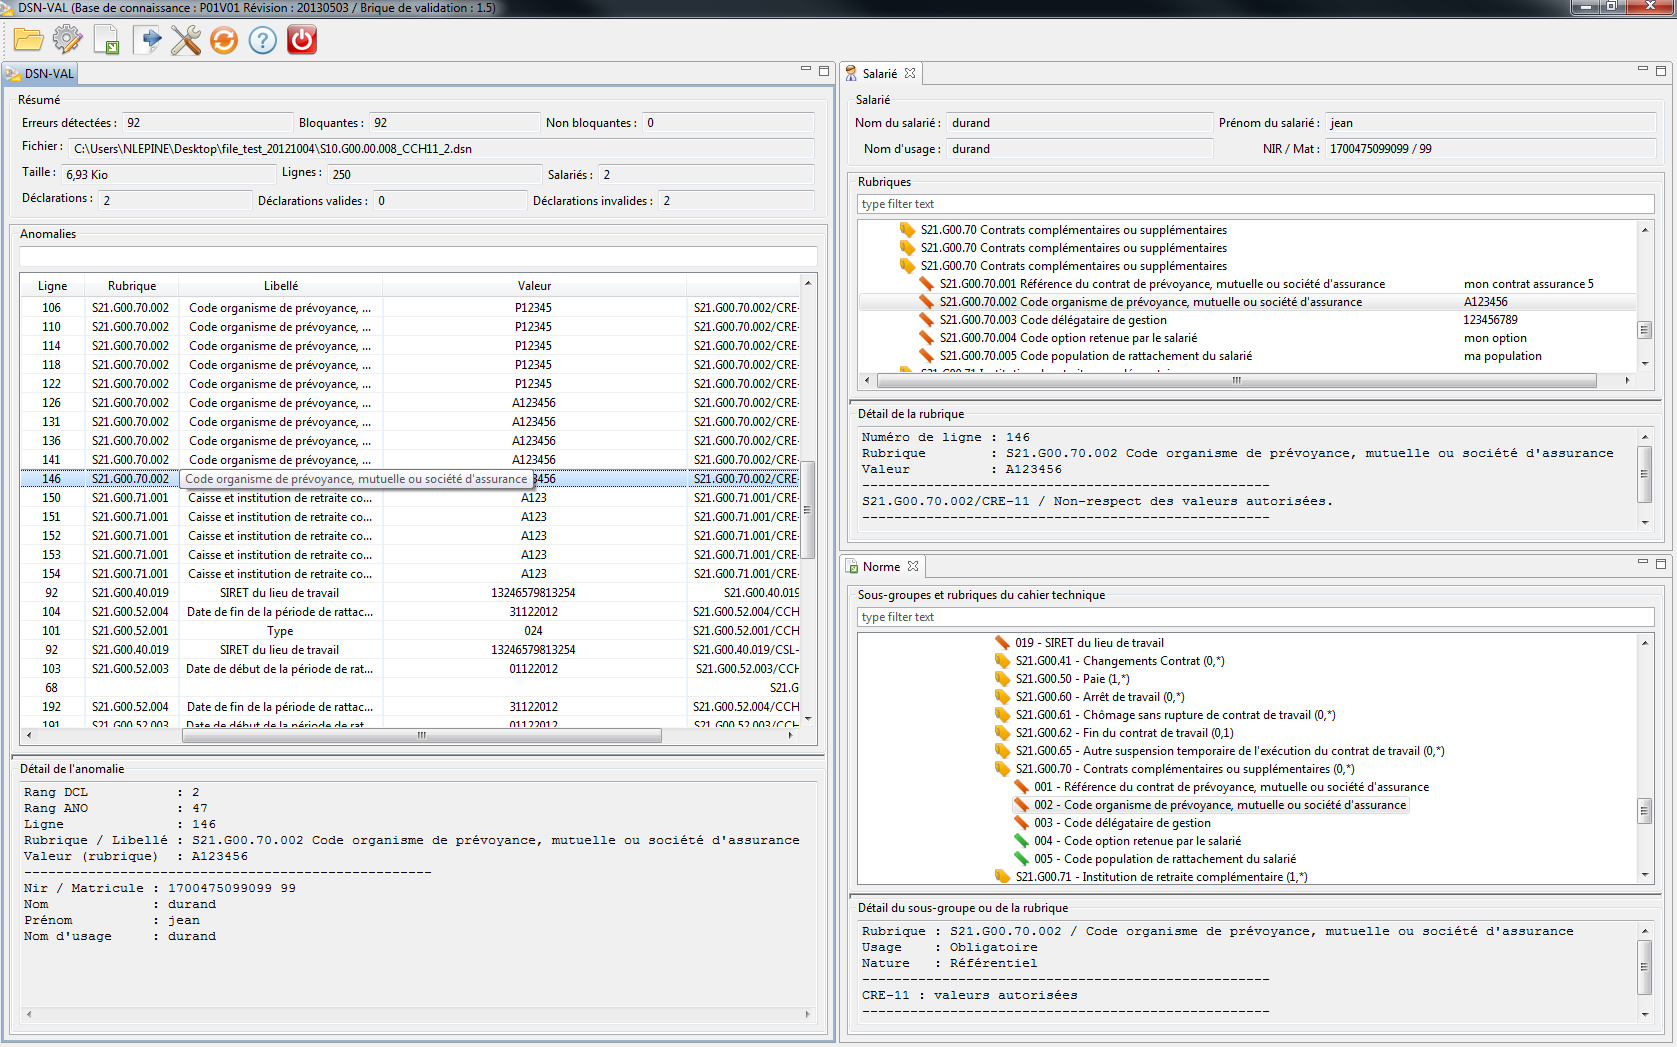 DSN-VAL (Base de connaissance : P01V01 Révision : 20130503 / Brique de validation : 1.5)
DSN-VAL
Résumé
Erreurs détectées : 92 Bloquantes : 92 Non bloquantes : 0
Fichier : C:\Users\NLEPINE\Desktop\file_test_20121004\S10.G00.00.008_CCH11_2.dsn
Taille : 6,93 Kio Lignes : 250 Salariés : 2
Déclarations : 2 Déclarations valides : 0 Déclarations invalides : 2
Anomalies
Ligne Rubrique Libellé Valeur
106 S21.G00.70.002 Code organisme de prévoyance, ... P12345 S21.G00.70.002/CRE-
110 S21.G00.70.002 Code organisme de prévoyance, ... P12345 S21.G00.70.002/CRE-
114 S21.G00.70.002 Code organisme de prévoyance, ... P12345 S21.G00.70.002/CRE-
118 S21.G00.70.002 Code organisme de prévoyance, ... P12345 S21.G00.70.002/CRE-
122 S21.G00.70.002 Code organisme de prévoyance, ... P12345 S21.G00.70.002/CRE-
126 S21.G00.70.002 Code organisme de prévoyance, ... A123456 S21.G00.70.002/CRE-
131 S21.G00.70.002 Code organisme de prévoyance, ... A123456 S21.G00.70.002/CRE-
136 S21.G00.70.002 Code organisme de prévoyance, ... A123456 S21.G00.70.002/CRE-
141 S21.G00.70.002 Code organisme de prévoyance, ... A123456 S21.G00.70.002/CRE-
146 S21.G00.70.002 Code organisme de prévoyance, mutuelle ou société d'assurance 3456 S21.G00.70.002/CRE-
150 S21.G00.71.001 Caisse et institution de retraite co... A123 S21.G00.71.001/CRE-
151 S21.G00.71.001 Caisse et institution de retraite co... A123 S21.G00.71.001/CRE-
152 S21.G00.71.001 Caisse et institution de retraite co... A123 S21.G00.71.001/CRE-
153 S21.G00.71.001 Caisse et institution de retraite co... A123 S21.G00.71.001/CRE-
154 S21.G00.71.001 Caisse et institution de retraite co... A123 S21.G00.71.001/CRE-
92 S21.G00.40.019 SIRET du lieu de travail 13246579813254 S21.G00.40.019
104 S21.G00.52.004 Date de fin de la période de rattac... 31122012 S21.G00.52.004/CCH
101 S21.G00.52.001 Type 024 S21.G00.52.001/CCH
92 S21.G00.40.019 SIRET du lieu de travail 13246579813254 S21.G00.40.019/CSL-
103 S21.G00.52.003 Date de début de la période de rat... 01122012 S21.G00.52.003/CCH
68 S21.G
192 S21.G00.52.004 Date de fin de la période de rattac... 31122012 S21.G00.52.004/CCH
191 S21.G00.52.003 Date de début de la période de rat... 01122012 S21.G00.52.003/CCH
Détail de l'anomalie
Rang DCL : 2
Rang ANO : 47
Ligne : 146
Rubrique / Libellé : S21.G00.70.002 Code organisme de prévoyance, mutuelle ou société d'assurance
Valeur (rubrique) : A123456
--------------------------------------------------
Nir / Matricule : 1700475099099 99
Nom : durand
Prénom : jean
Nom d'usage : durand
Salarié
Salarié
Nom du salarié : durand Prénom du salarié : jean
Nom d'usage : durand NIR / Mat : 1700475099099 / 99
Rubriques
type filter text
S21.G00.70 Contrats complémentaires ou supplémentaires
S21.G00.70 Contrats complémentaires ou supplémentaires
S21.G00.70 Contrats complémentaires ou supplémentaires
S21.G00.70.001 Référence du contrat de prévoyance, mutuelle ou société d'assurance mon contrat assurance 5
S21.G00.70.002 Code organisme de prévoyance, mutuelle ou société d'assurance A123456
S21.G00.70.003 Code délégataire de gestion 123456789
S21.G00.70.004 Code option retenue par le salarié mon option
S21.G00.70.005 Code population de rattachement du salarié ma population
Détail de la rubrique
Numéro de ligne : 146
Rubrique : S21.G00.70.002 Code organisme de prévoyance, mutuelle ou société d'assurance
Valeur : A123456
--------------------------------------------------
S21.G00.70.002/CRE-11 / Non-respect des valeurs autorisées.
--------------------------------------------------
Norme
Sous-groupes et rubriques du cahier technique
type filter text
019 - SIRET du lieu de travail
S21.G00.41 - Changements Contrat (0,*)
S21.G00.50 - Paie (1,*)
S21.G00.60 - Arrêt de travail (0,*)
S21.G00.61 - Chômage sans rupture de contrat de travail (0,*)
S21.G00.62 - Fin du contrat de travail (0,1)
S21.G00.65 - Autre suspension temporaire de l'exécution du contrat de travail (0,*)
S21.G00.70 - Contrats complémentaires ou supplémentaires (0,*)
001 - Référence du contrat de prévoyance, mutuelle ou société d'assurance
002 - Code organisme de prévoyance, mutuelle ou société d'assurance
003 - Code délégataire de gestion
004 - Code option retenue par le salarié
005 - Code population de rattachement du salarié
S21.G00.71 - Institution de retraite complémentaire (1,*)
Détail du sous-groupe ou de la rubrique
Rubrique : S21.G00.70.002 / Code organisme de prévoyance, mutuelle ou société d'assurance
Usage : Obligatoire
Nature : Référentiel
--------------------------------------------------
CRE-11 : valeurs autorisées
--------------------------------------------------